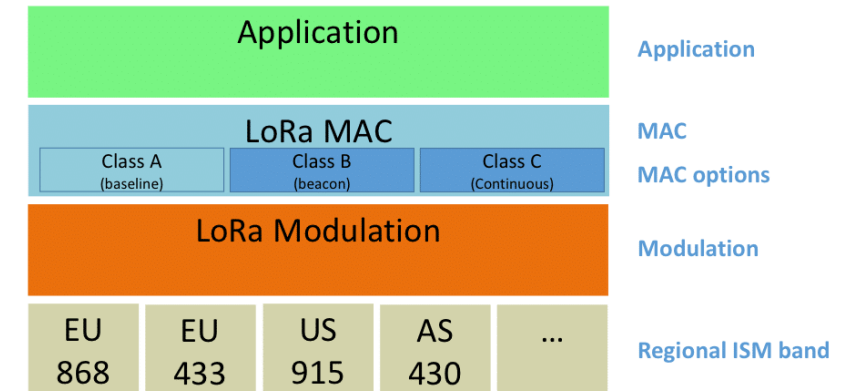 Application
Application
LoRa MAC
MAC
Class A
(baseline)
Class B
(beacon)
Class C
(Continuous)
MAC options
LoRa Modulation
Modulation
EU
868
EU
433
US
915
AS
430
...
Regional ISM band